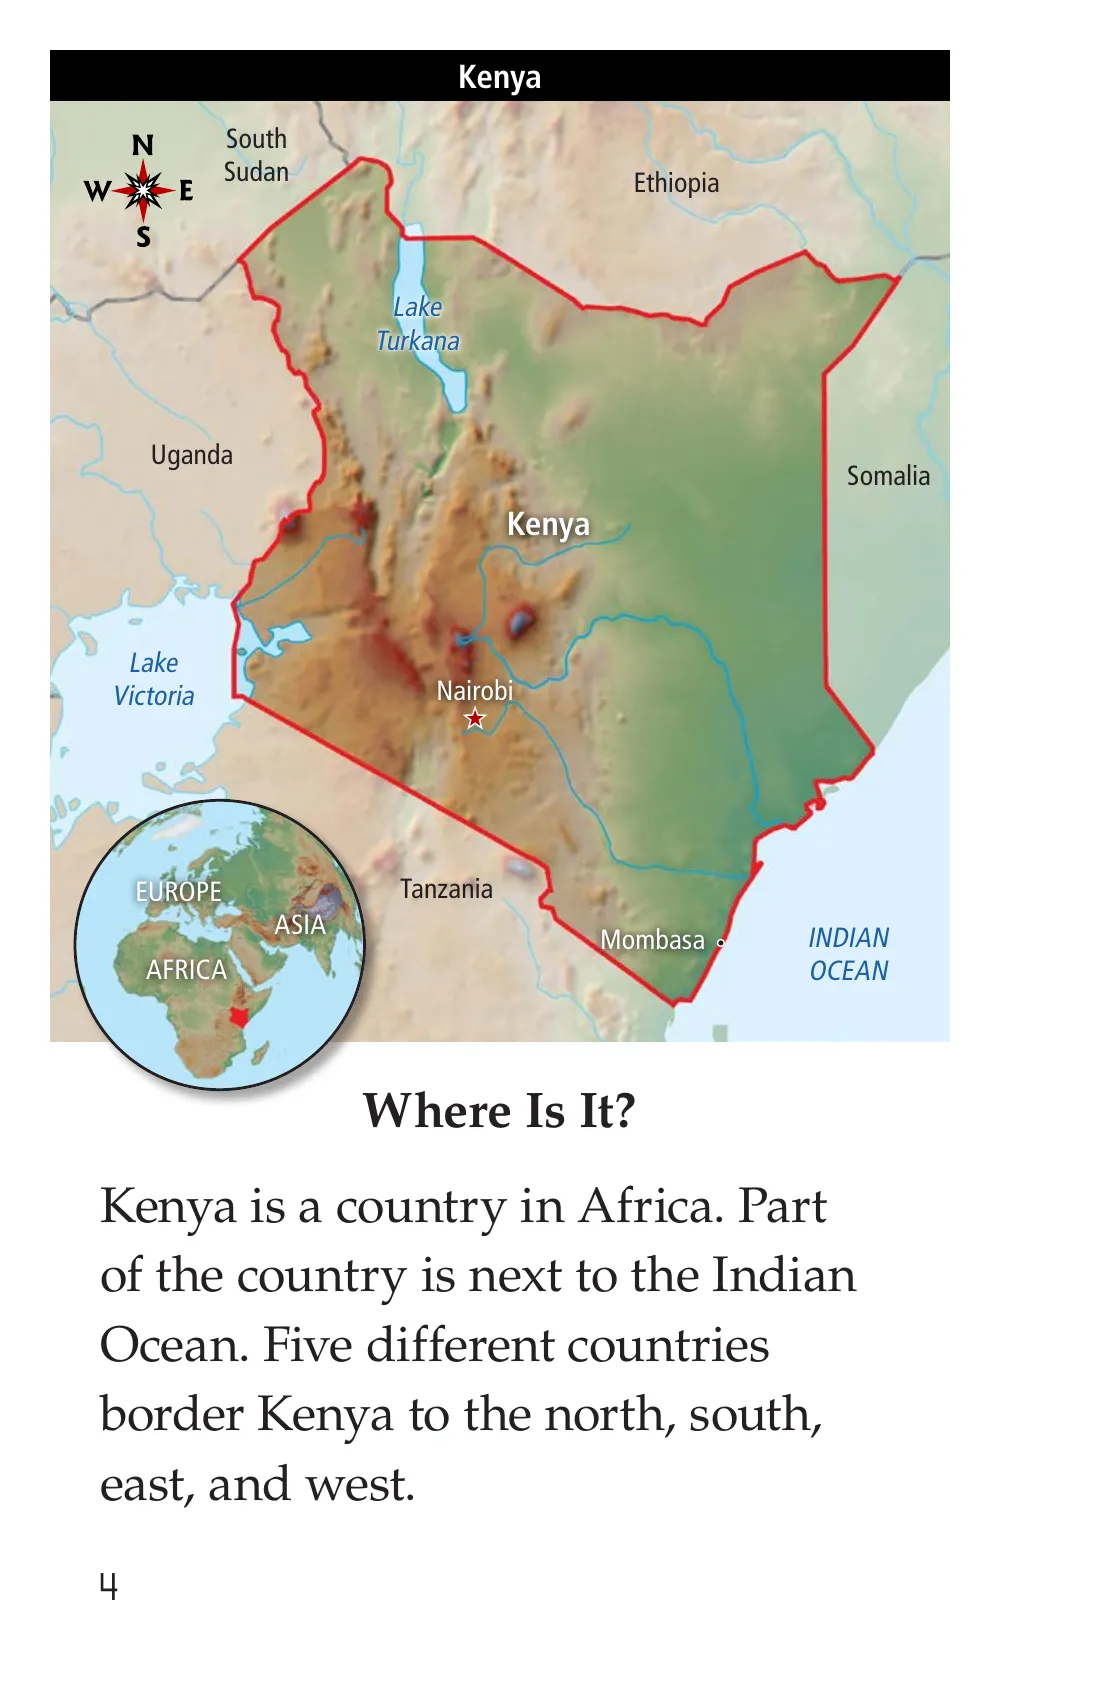 Kenya
N
W E
S
South
Sudan
Ethiopia
Lake
Turkana
Uganda
Somalia
Kenya
Lake
Victoria
Nairobi
EUROPE
ASIA
AFRICA
Tanzania
Mombasa
INDIAN
OCEAN
Where Is It?
Kenya is a country in Africa. Part
of the country is next to the Indian
Ocean. Five different countries
border Kenya to the north, south,
east, and west.
4